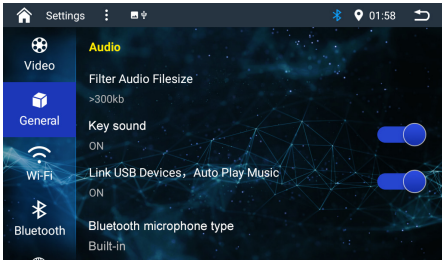 Settings
01:58
Video
General
Wi-Fi
Bluetooth
Audio
Filter Audio Filesize
>300kb
Key sound
ON
Link USB Devices，Auto Play Music
ON
Bluetooth microphone type
Built-in